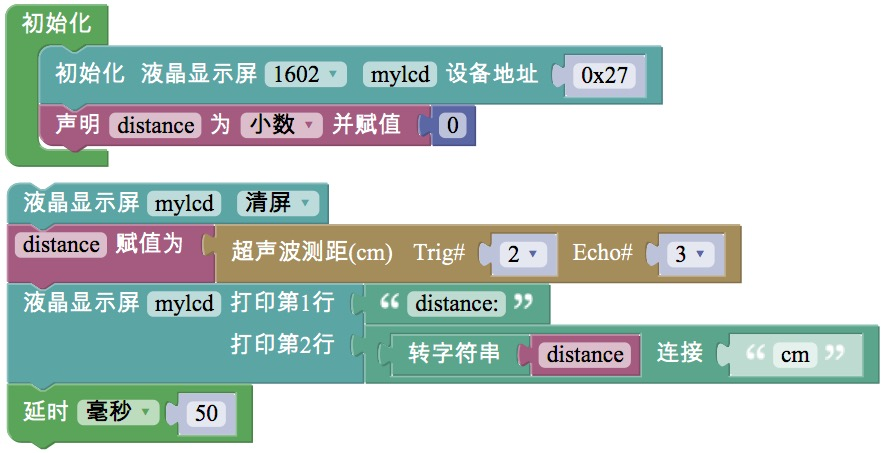 初始化
初始化 液晶显示屏 1602 mylcd 设备地址 0x27
声明 distance 为 小数 并赋值 0
液晶显示屏 mylcd 清屏
distance 赋值为 超声波测距(cm) Trig# 2 Echo# 3
液晶显示屏 mylcd 打印第1行 “ distance: ”
打印第2行 转字符串 distance 连接 “ cm ”
延时 毫秒 50